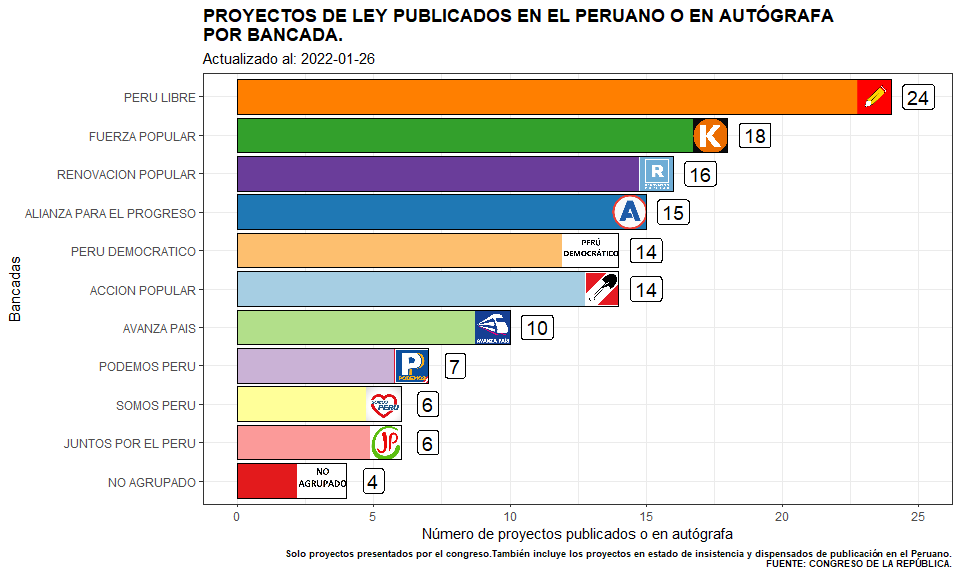 PROYECTOS DE LEY PUBLICADOS EN EL PERUANO O EN AUTÓGRAFA
POR BANCADA.
Actualizado al: 2022-01-26
Bancadas
PERU LIBRE 24
FUERZA POPULAR K 18
RENOVACION POPULAR R 16
ALIANZA PARA EL PROGRESO A 15
PERU DEMOCRATICO PERÚ 14
DEMOCRÁTICO
ACCION POPULAR 14
AVANZA PAIS AVANZA PAÍS 10
PODEMOS PERU P PODEMOS 7
SOMOS PERU SOMOS PERÚ 6
JUNTOS POR EL PERU JP 6
NO AGRUPADO NO 4
AGRUPADO
0 5 10 15 20 25
Número de proyectos publicados o en autógrafa
Solo proyectos presentados por el congreso.También incluye los proyectos en estado de insistencia y dispensados de publicación en el Peruano.
FUENTE: CONGRESO DE LA REPÚBLICA.